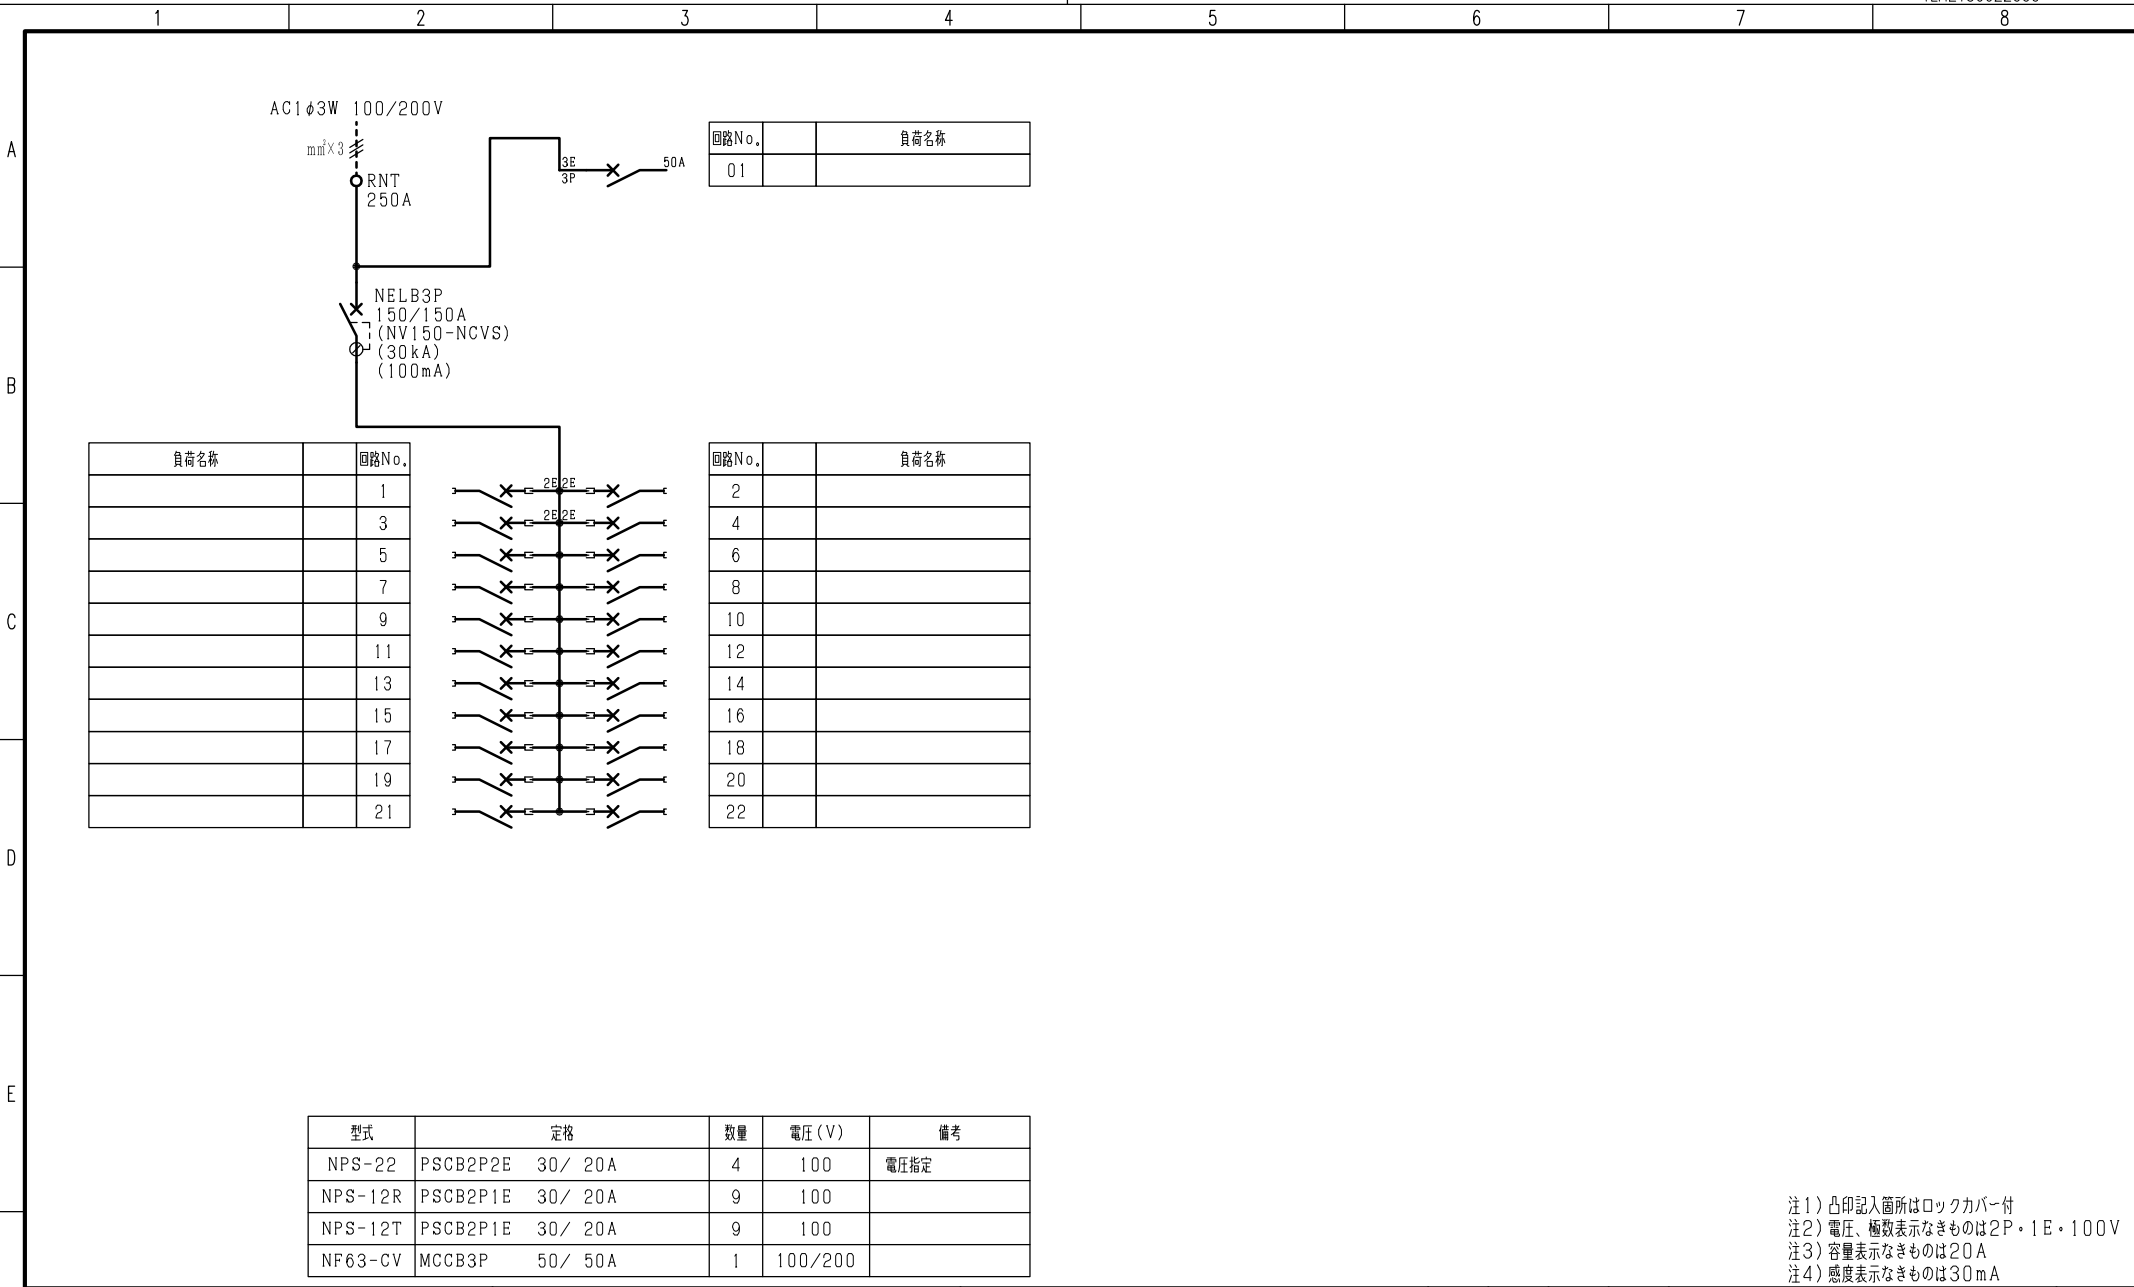 1 2 3 4 5 6 7 8
A
B
C
D
E
AC1φ3W 100/200V
mm²×3
RNT
250A
3E
3P
50A
回路No. 負荷名称
01
NELB3P
150/150A
(NV150-NCVS)
(30kA)
(100mA)
負荷名称 回路No.
1
3
5
7
9
11
13
15
17
19
21
2E 2E
2E 2E
回路No. 負荷名称
2
4
6
8
10
12
14
16
18
20
22
型式 定格 数量 電圧(V) 備考
NPS-22 PSCB2P2E 30/ 20A 4 100 電圧指定
NPS-12R PSCB2P1E 30/ 20A 9 100
NPS-12T PSCB2P1E 30/ 20A 9 100
NF63-CV MCCB3P 50/ 50A 1 100/200
注1)凸印記入箇所はロックカバー付
注2)電圧、極数表示なきものは2P・1E・100V
注3)容量表示なきものは20A
注4)感度表示なきものは30mA